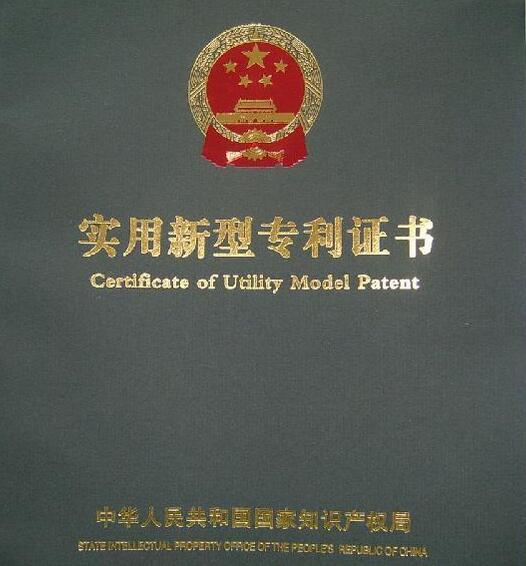 实用新型专利证书
Certificate of Utility Model Patent
中华人民共和国国家知识产权局
STATE INTELLECTUAL PROPERTY OFFICE OF THE PEOPLE'S REPUBLIC OF CHINA